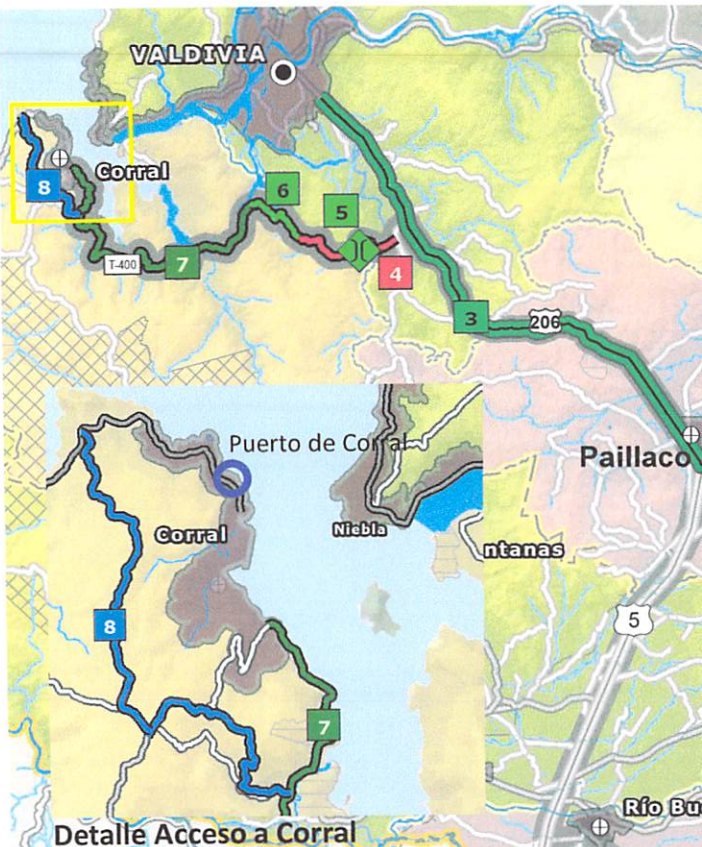 VALDIVIA
Corral
8
6
5
7
T-400
4
3
206
Paillaco
Puerto de Corral
Corral
Niebla
ntanas
8
7
5
Río Bu
Detalle Acceso a Corral